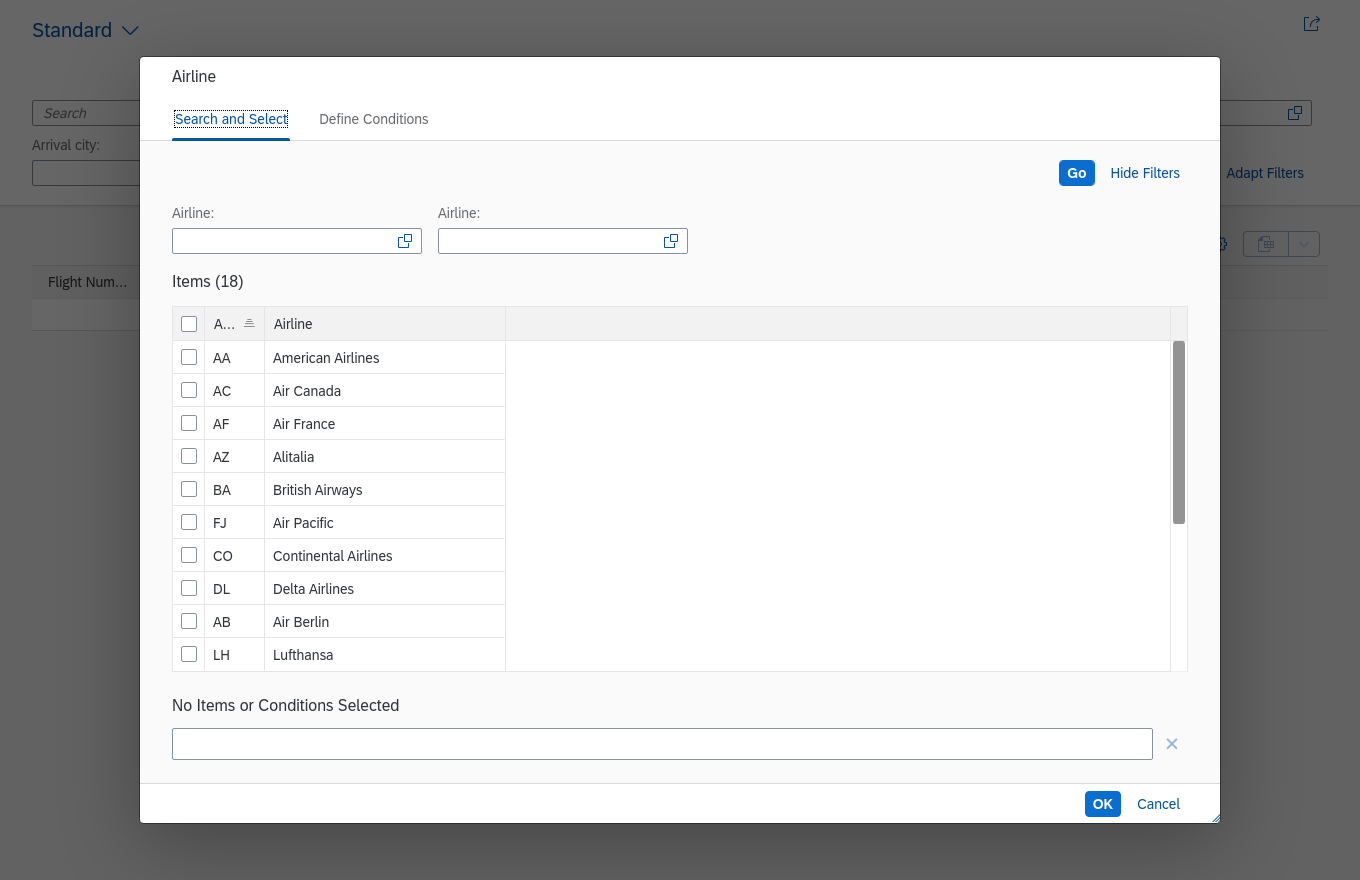 Standard
Airline
Search
Search and Select
Define Conditions
Arrival city:
Go
Hide Filters
Adapt Filters
Airline:
Airline:
Flight Num...
Items (18)
A...
Airline
AA
American Airlines
AC
Air Canada
AF
Air France
AZ
Alitalia
BA
British Airways
FJ
Air Pacific
CO
Continental Airlines
DL
Delta Airlines
AB
Air Berlin
LH
Lufthansa
No Items or Conditions Selected
OK
Cancel